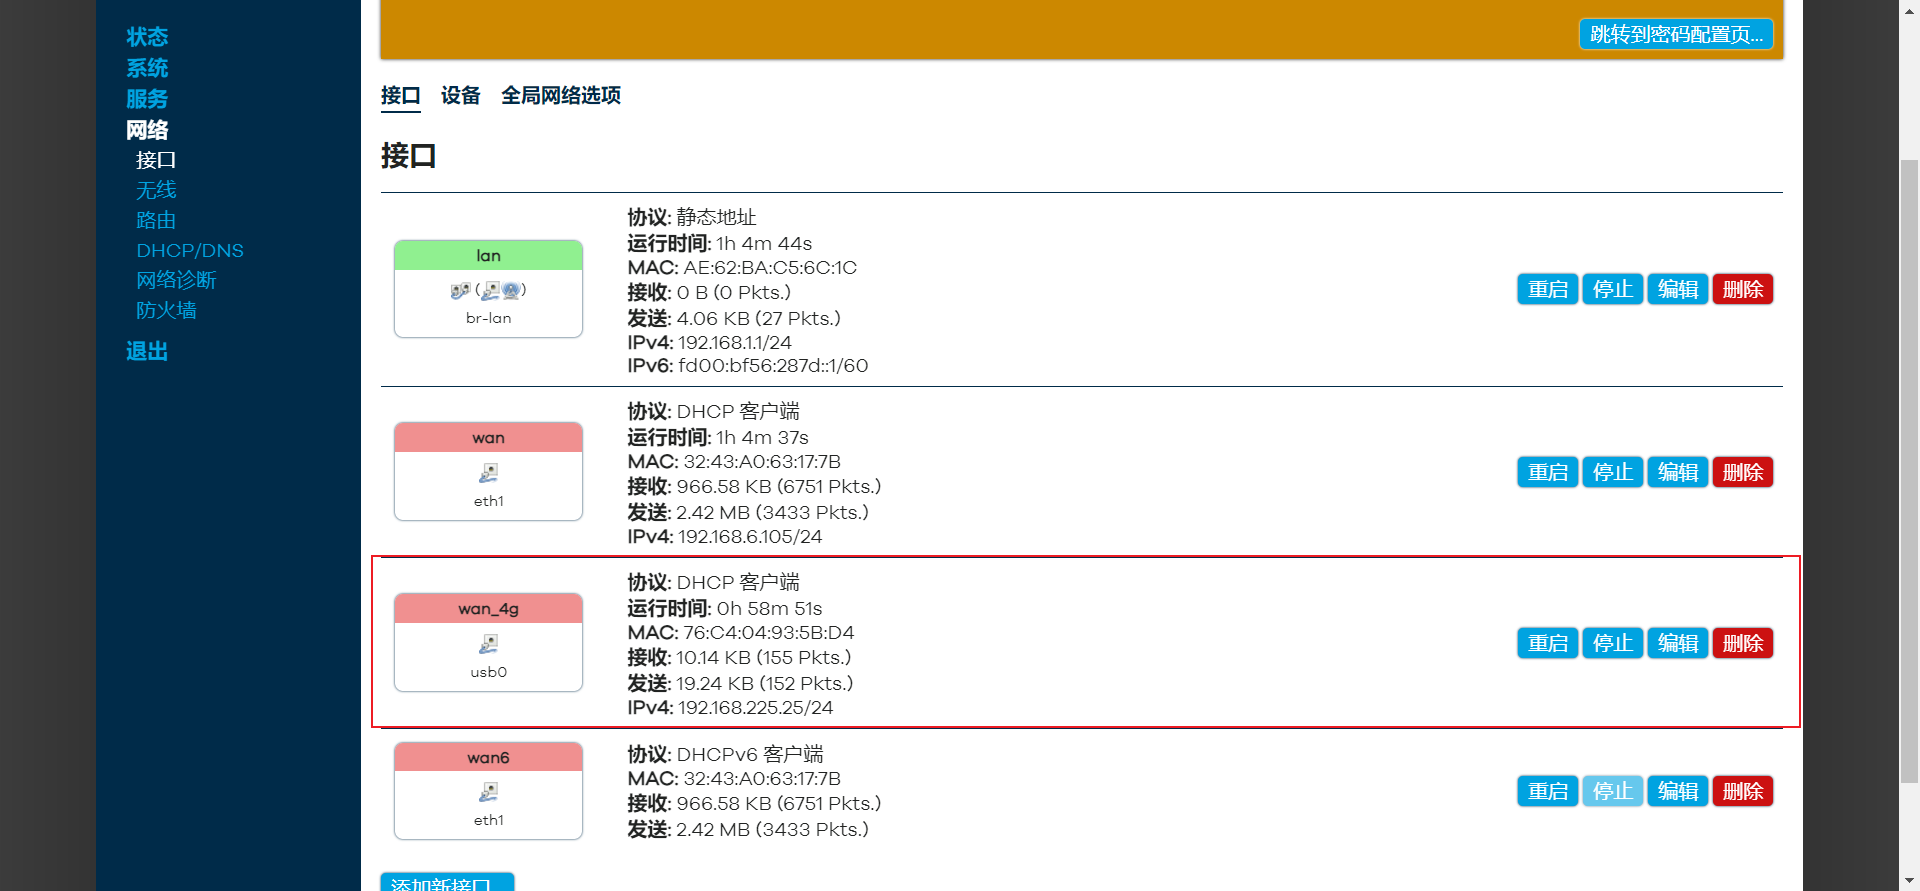 跳转到密码配置页...
状态
系统
服务
网络
接口
无线
路由
DHCP/DNS
网络诊断
防火墙
退出
接口 设备 全局网络选项
接口
lan
br-lan
协议: 静态地址
运行时间: 1h 4m 44s
MAC: AE:62:BA:C5:6C:1C
接收: 0 B (0 Pkts.)
发送: 4.06 KB (27 Pkts.)
IPv4: 192.168.1.1/24
IPv6: fd00:bf56:287d::1/60
重启 停止 编辑 删除
wan
eth1
协议: DHCP 客户端
运行时间: 1h 4m 37s
MAC: 32:43:A0:63:17:7B
接收: 966.58 KB (6751 Pkts.)
发送: 2.42 MB (3433 Pkts.)
IPv4: 192.168.6.105/24
重启 停止 编辑 删除
wan_4g
usb0
协议: DHCP 客户端
运行时间: 0h 58m 51s
MAC: 76:C4:04:93:5B:D4
接收: 10.14 KB (155 Pkts.)
发送: 19.24 KB (152 Pkts.)
IPv4: 192.168.225.25/24
重启 停止 编辑 删除
wan6
eth1
协议: DHCPv6 客户端
MAC: 32:43:A0:63:17:7B
接收: 966.58 KB (6751 Pkts.)
发送: 2.42 MB (3433 Pkts.)
重启 停止 编辑 删除
添加新接口...